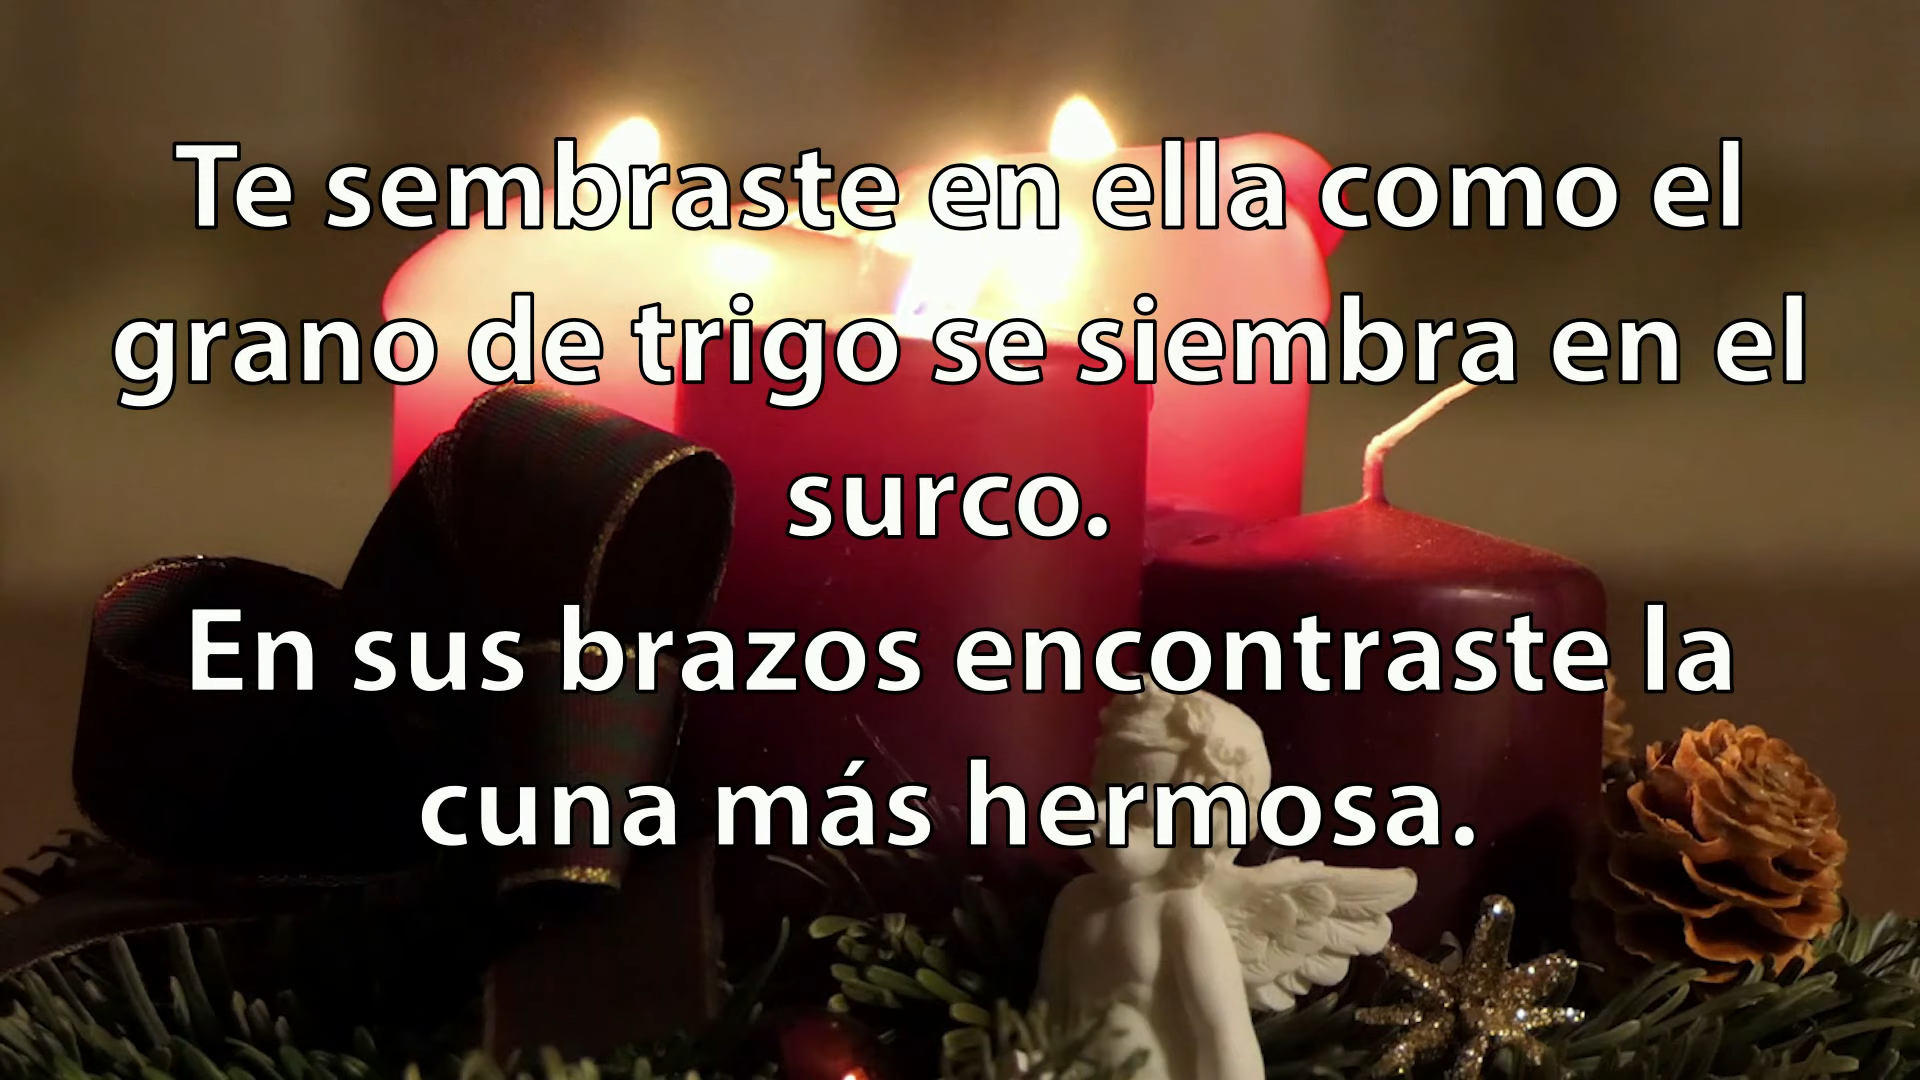 Te sembraste en ella como el
grano de trigo se siembra en el
surco.
En sus brazos encontraste la
cuna más hermosa.